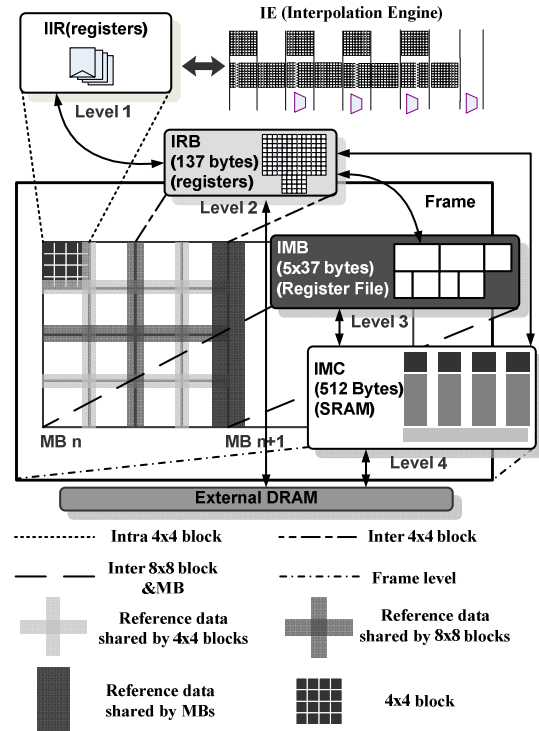 IE (Interpolation Engine)
IIR(registers)
Level 1
IRB
(137 bytes)
(registers)
Level 2
Frame
IMB
(5x37 bytes)
(Register File)
Level 3
IMC
(512 Bytes)
(SRAM)
Level 4
MB n
MB n+1
External DRAM
Intra 4x4 block
Inter 4x4 block
Inter 8x8 block
&MB
Frame level
Reference data
shared by 4x4 blocks
Reference data
shared by 8x8 blocks
Reference data
shared by MBs
4x4 block